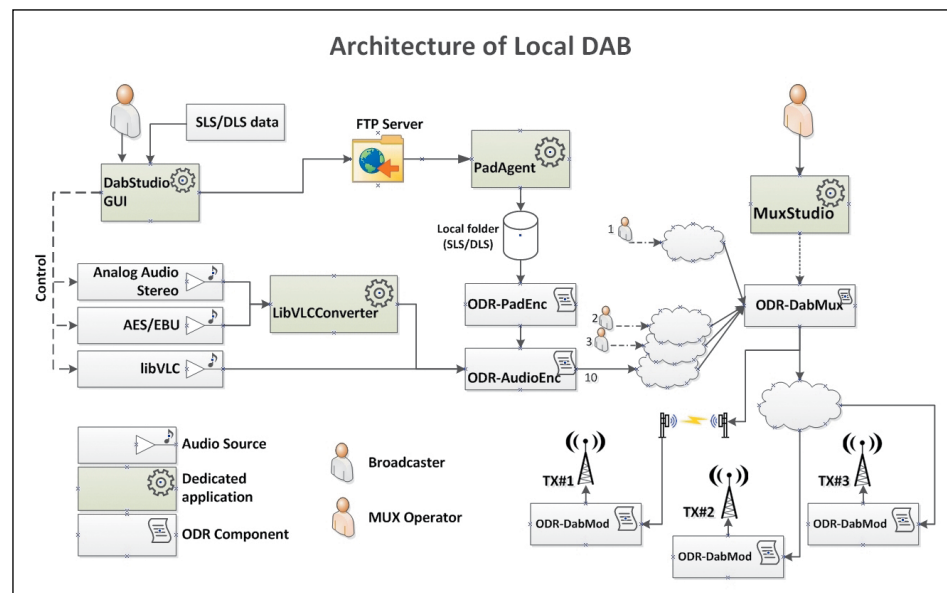 Architecture of Local DAB
SLS/DLS data
FTP Server
DabStudio
GUI
PadAgent
MuxStudio
Local folder
(SLS/DLS)
1
Control
Analog Audio
Stereo
LibVLCConverter
ODR-PadEnc
ODR-DabMux
AES/EBU
2
3
libVLC
ODR-AudioEnc
10
Audio Source
Dedicated
application
ODR Component
Broadcaster
MUX Operator
TX#1
TX#2
TX#3
ODR-DabMod
ODR-DabMod
ODR-DabMod